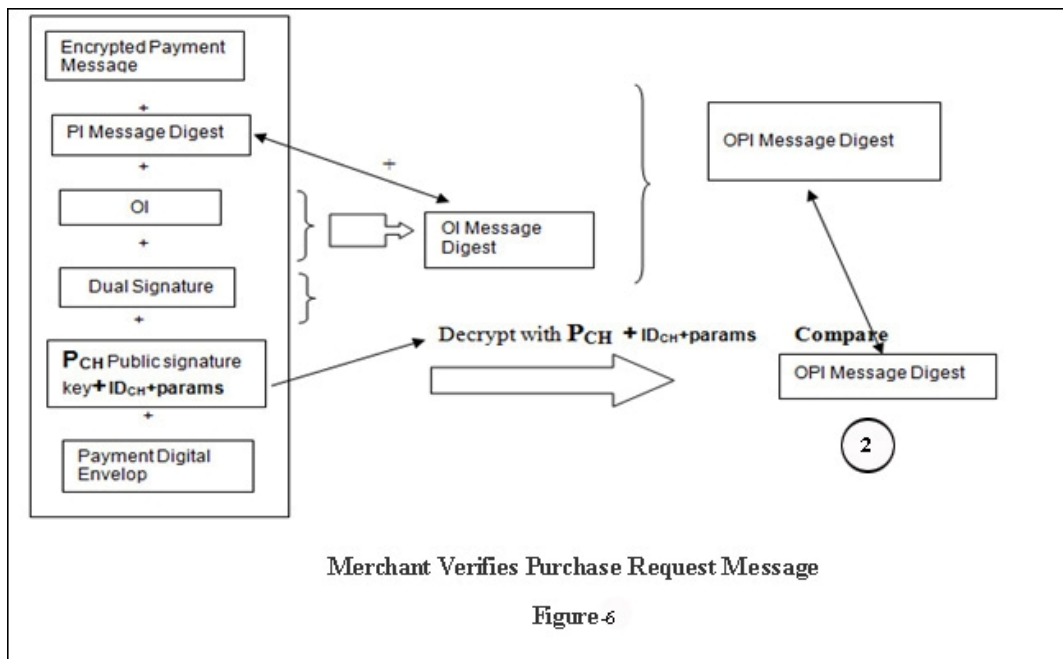 Encrypted Payment
Message
+
PI Message Digest
+
OI
+
Dual Signature
+
PCH Public signature
key+IDCH+params
+
Payment Digital
Envelop
+
OI Message
Digest
OPI Message Digest
Decrypt with PCH + IDCH+params
Compare
OPI Message Digest
2
Merchant Verifies Purchase Request Message
Figure-6